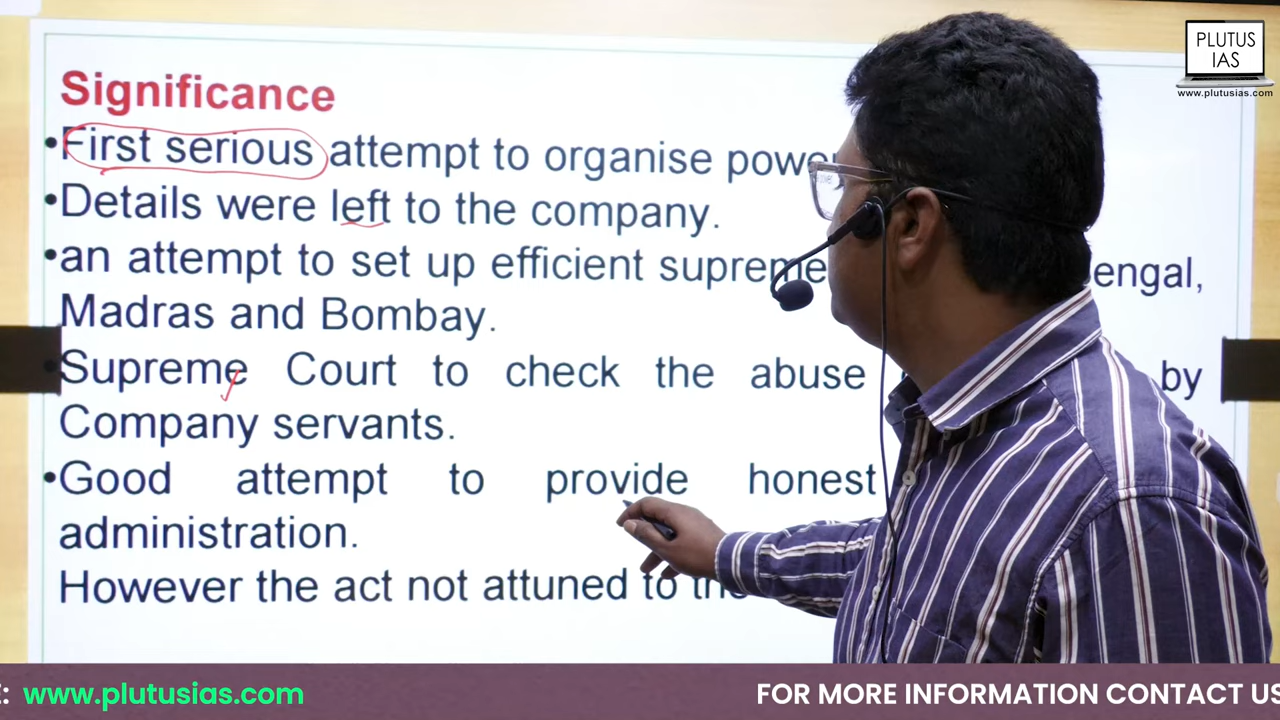 PLUTUS
IAS
www.plutusias.com
Significance
•First serious attempt to organise
•Details were left to the company.
•an attempt to set up efficient supreme engal,
Madras and Bombay.
•Supreme Court to check the abuse by
Company servants.
•Good attempt to provide honest
administration.
However the act not attuned to
E: www.plutusias.com
FOR MORE INFORMATION CONTACT US